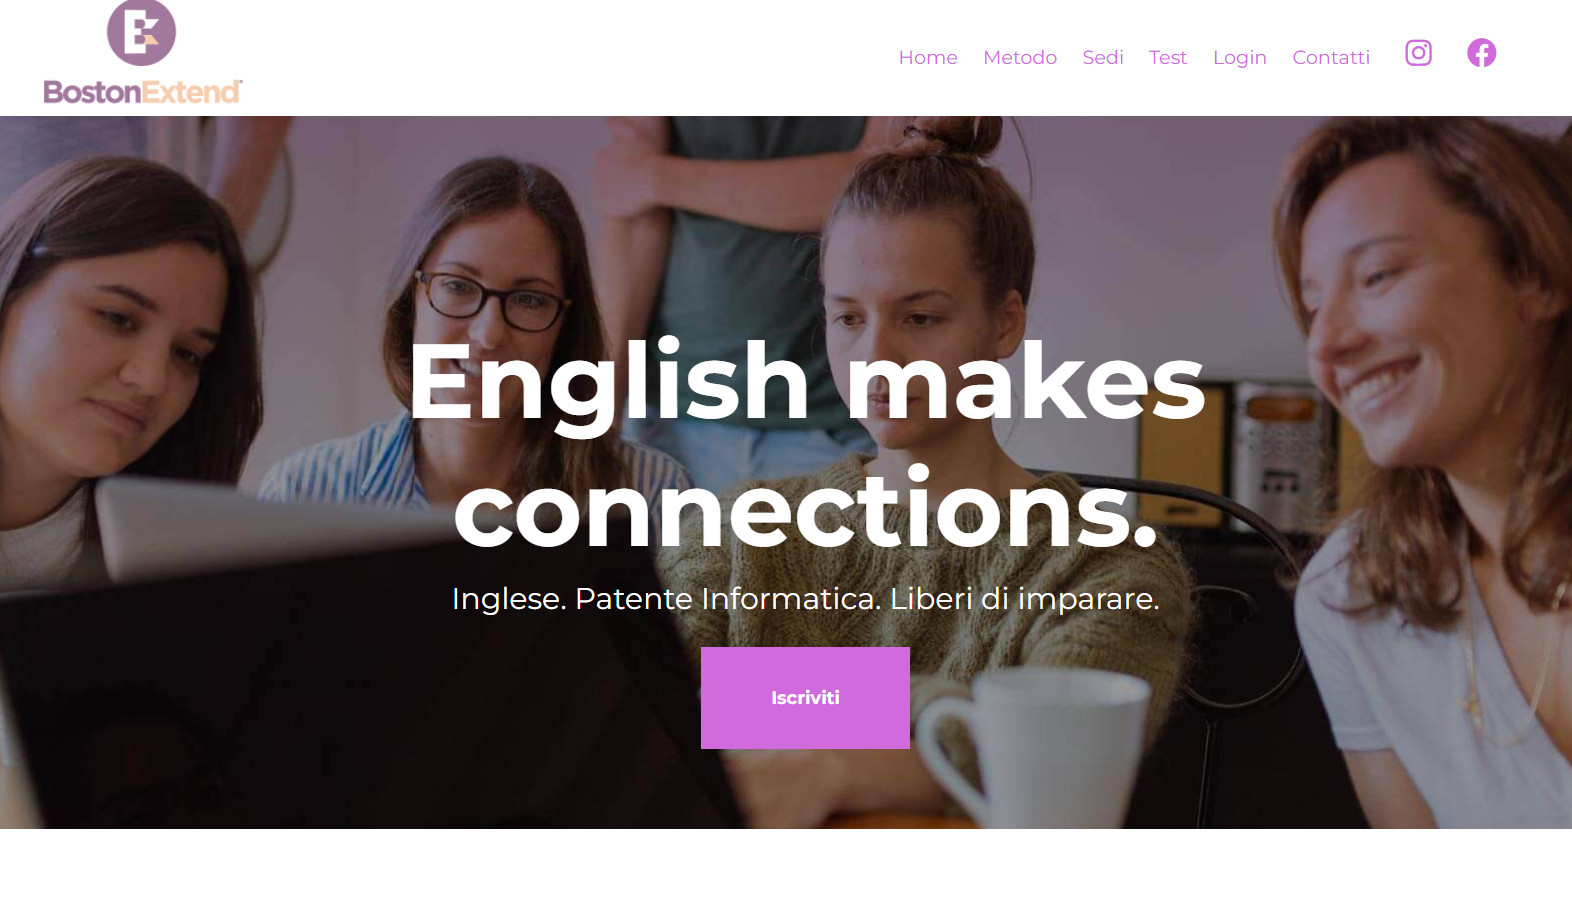 BostonExtend
Home Metodo Sedi Test Login Contatti
English makes
connections.
Inglese. Patente Informatica. Liberi di imparare.
Iscriviti